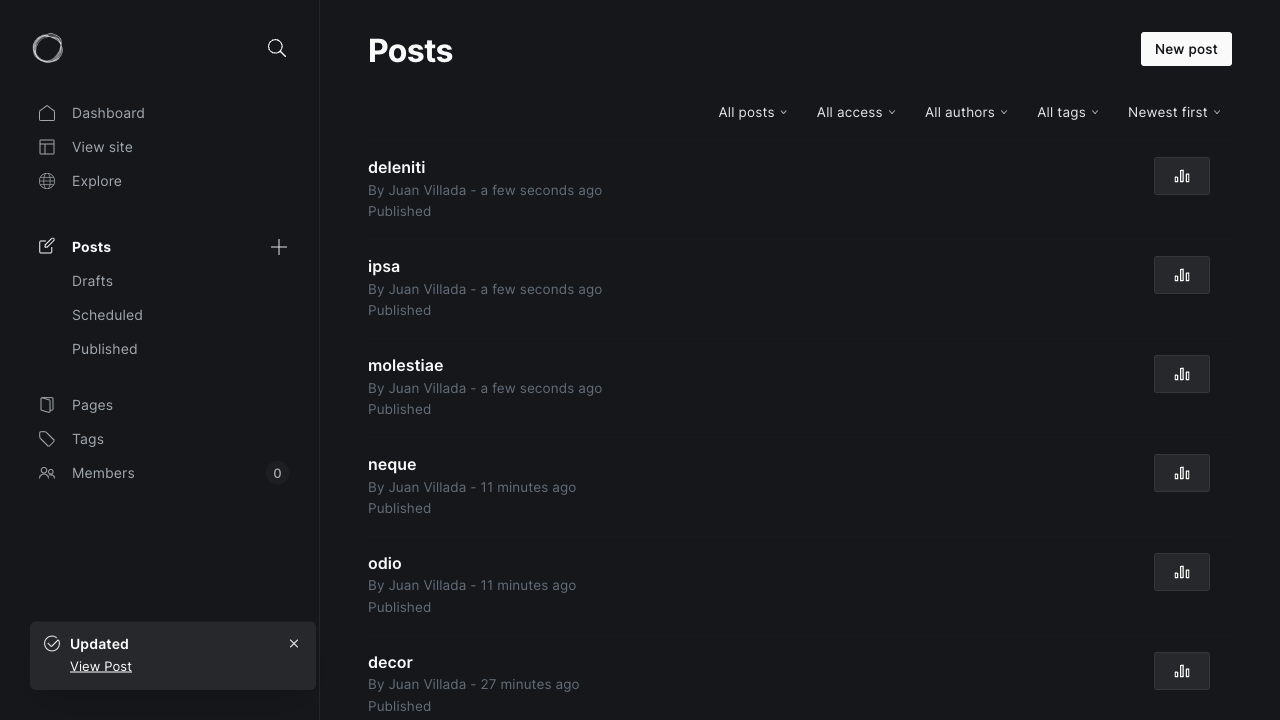 Dashboard
View site
Explore
Posts
Drafts
Scheduled
Published
Pages
Tags
Members 0
Updated
View Post
Posts
New post
All posts All access All authors All tags Newest first
deleniti
By Juan Villada - a few seconds ago
Published
ipsa
By Juan Villada - a few seconds ago
Published
molestiae
By Juan Villada - a few seconds ago
Published
neque
By Juan Villada - 11 minutes ago
Published
odio
By Juan Villada - 11 minutes ago
Published
decor
By Juan Villada - 27 minutes ago
Published